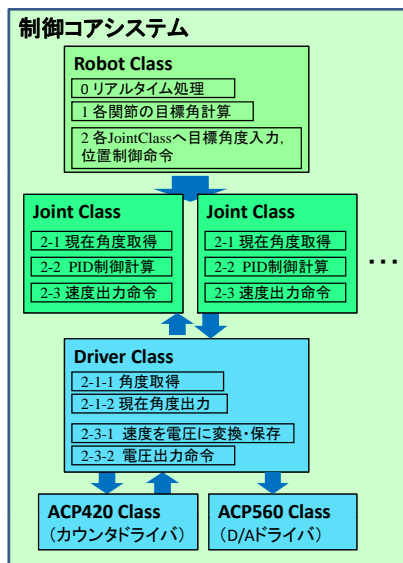 制御コアシステム
Robot Class
0 リアルタイム処理
1 各関節の目標角計算
2 各JointClassへ目標角度入力,
位置制御命令
Joint Class
2-1 現在角度取得
2-2 PID制御計算
2-3 速度出力命令
Joint Class
2-1 現在角度取得
2-2 PID制御計算
2-3 速度出力命令
...
Driver Class
2-1-1 角度取得
2-1-2 現在角度出力
2-3-1 速度を電圧に変換・保存
2-3-2 電圧出力命令
ACP420 Class
（カウンタドライバ）
ACP560 Class
（D/Aドライバ）